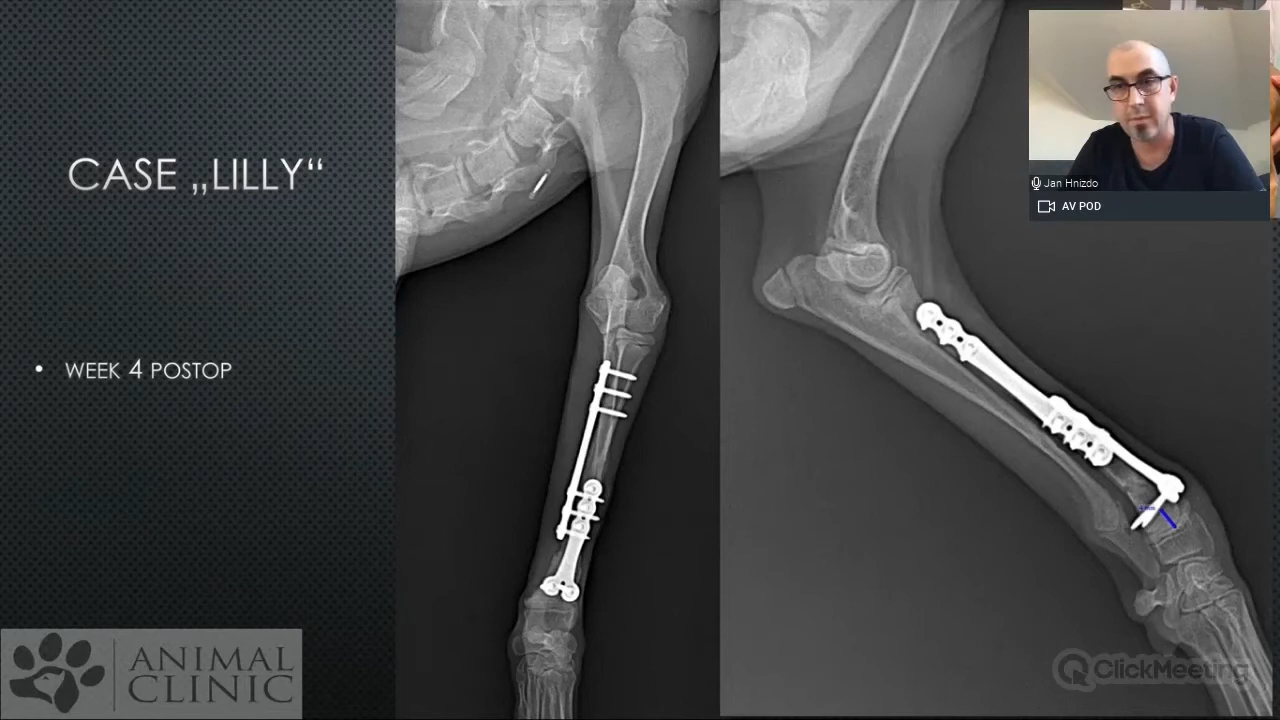 CASE „LILLY“
• WEEK 4 POSTOP
ANIMAL
CLINIC
Jan Hnizdo
AV POD
ClickMeeting